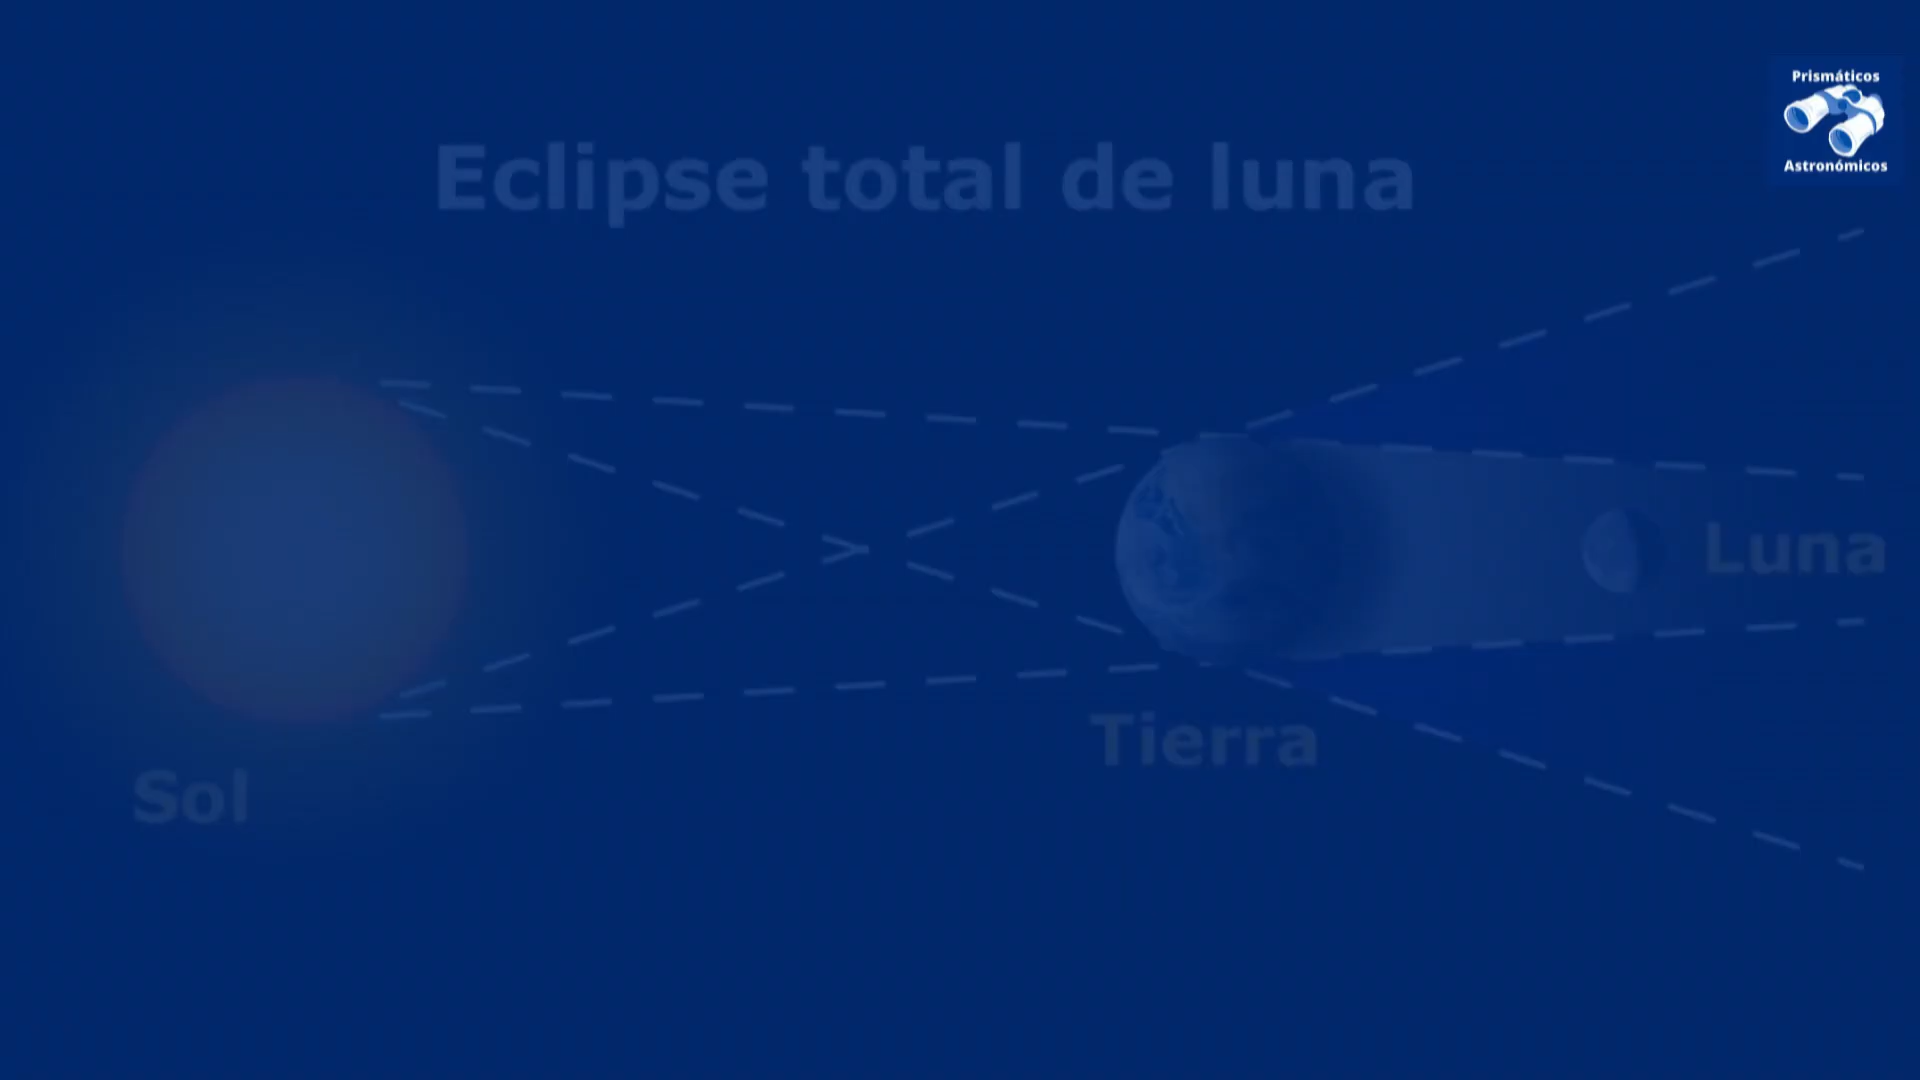 Prismáticos
Astronómicos
Eclipse total de luna
Luna
Tierra
Sol